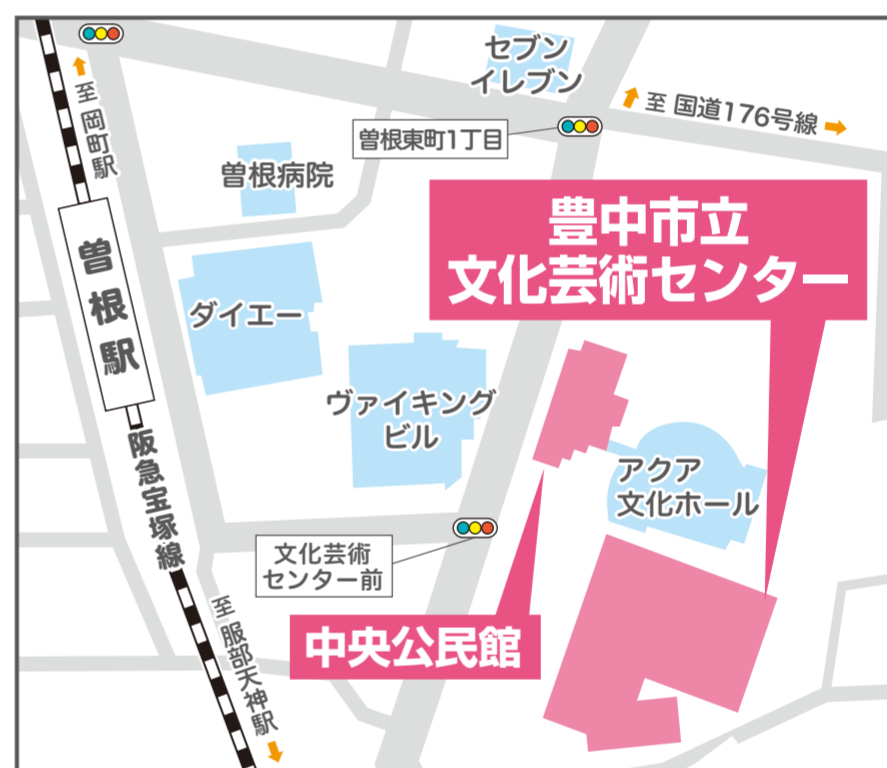 セブン
イレブン
至 国道176号線
至 岡町駅
曽根東町1丁目
曽根病院
豊中市立
文化芸術センター
曽根駅
ダイエー
ヴァイキング
ビル
阪急宝塚線
アクア
文化ホール
文化芸術
センター前
至 服部天神駅
中央公民館